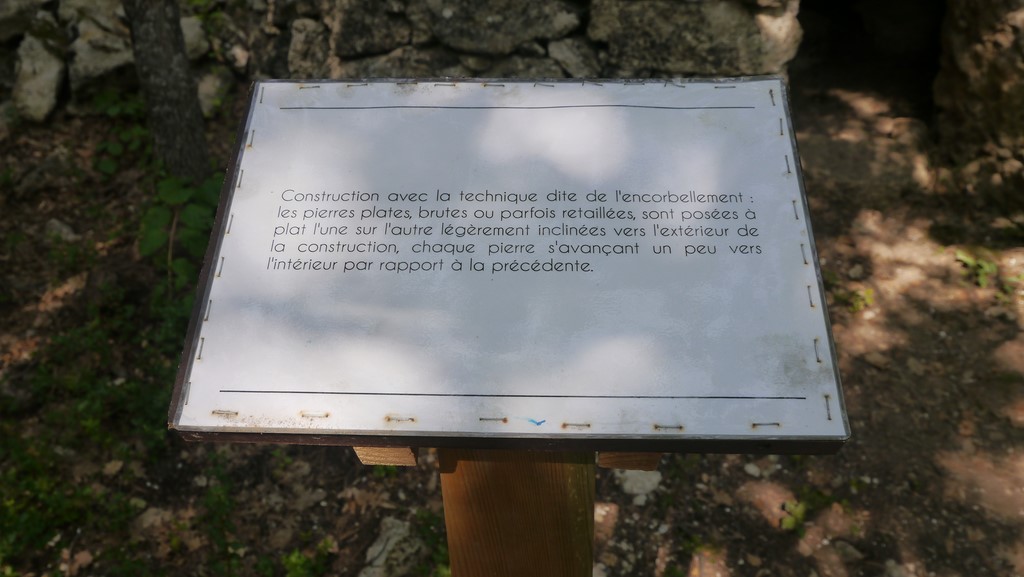 Construction avec la technique dite de l'encorbellement :
les pierres plates, brutes ou parfois retaillées, sont posées à
plat l'une sur l'autre légèrement inclinées vers l'extérieur de
la construction, chaque pierre s'avançant un peu vers
l'intérieur par rapport à la précédente.